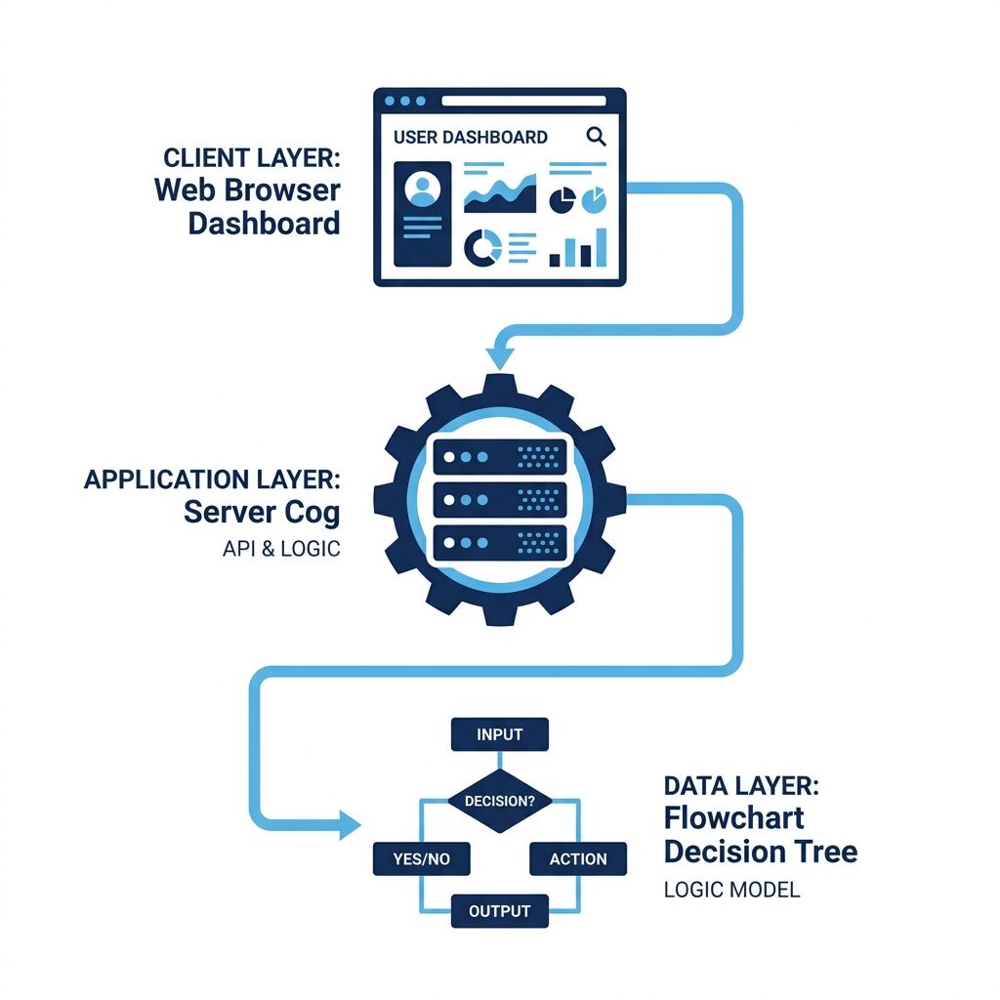 USER DASHBOARD
CLIENT LAYER:
Web Browser
Dashboard
APPLICATION LAYER:
Server Cog
API & LOGIC
INPUT
DECISION?
YES/NO
ACTION
OUTPUT
DATA LAYER:
Flowchart
Decision Tree
LOGIC MODEL